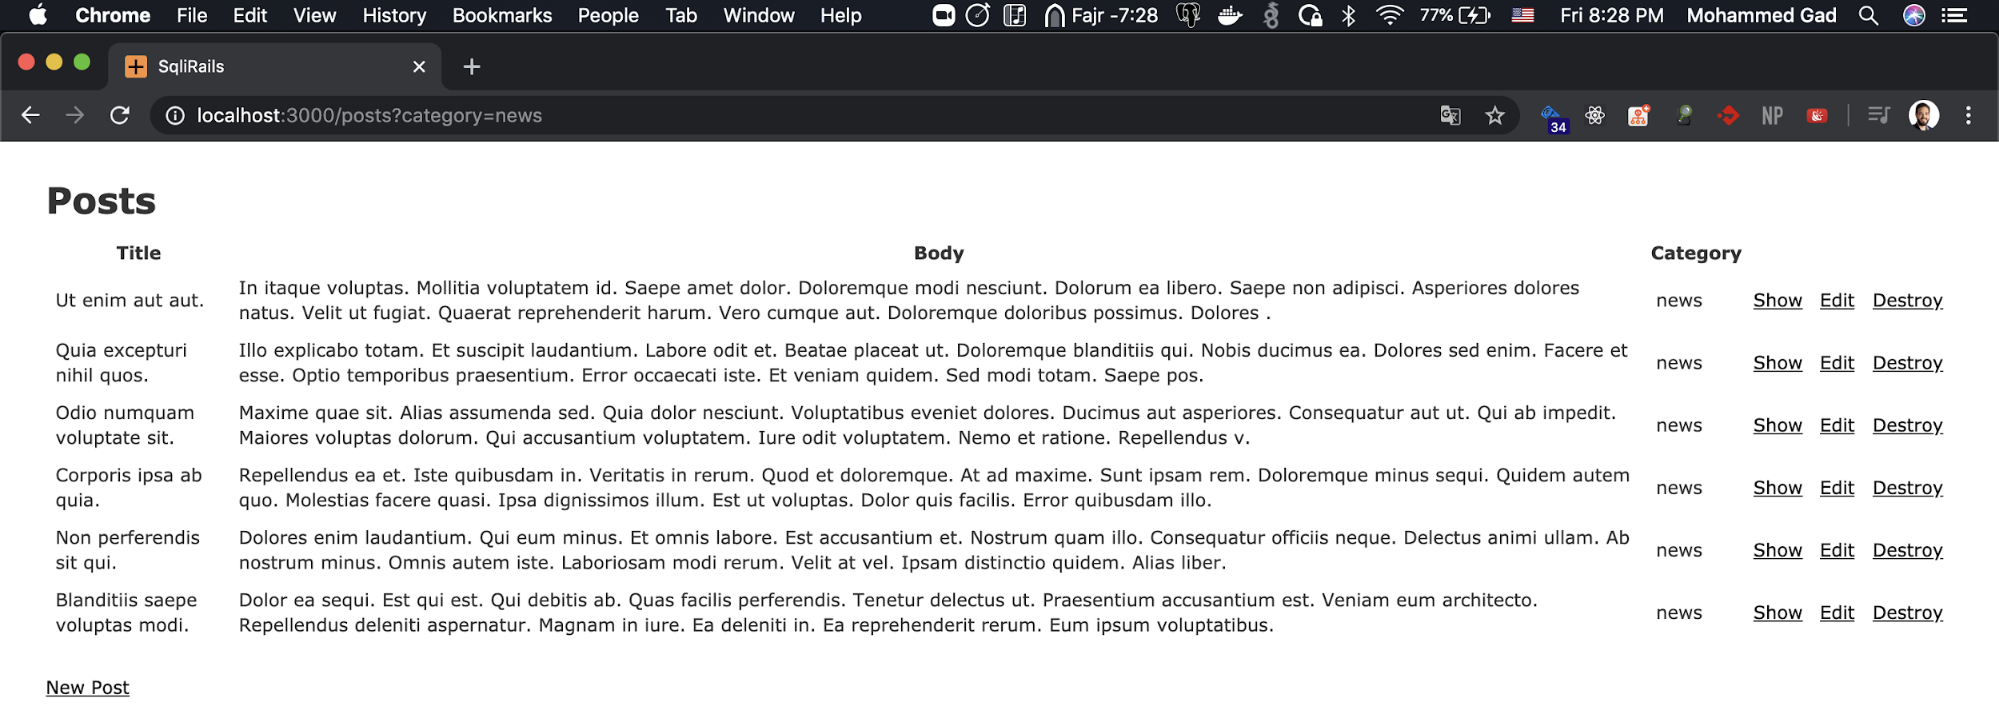 Chrome File Edit View History Bookmarks People Tab Window Help Fajr -7:28 77% Fri 8:28 PM Mohammed Gad
SqliRails
localhost:3000/posts?category=news 34 NP
Posts
Title Body Category
Ut enim aut aut. In itaque voluptas. Mollitia voluptatem id. Saepe amet dolor. Doloremque modi nesciunt. Dolorum ea libero. Saepe non adipisci. Asperiores dolores
natus. Velit ut fugiat. Quaerat reprehenderit harum. Vero cumque aut. Doloremque doloribus possimus. Dolores . news Show Edit Destroy
Quia excepturi Illo explicabo totam. Et suscipit laudantium. Labore odit et. Beatae placeat ut. Doloremque blanditiis qui. Nobis ducimus ea. Dolores sed enim. Facere et
nihil quos. esse. Optio temporibus praesentium. Error occaecati iste. Et veniam quidem. Sed modi totam. Saepe pos. news Show Edit Destroy
Odio numquam Maxime quae sit. Alias assumenda sed. Quia dolor nesciunt. Voluptatibus eveniet dolores. Ducimus aut asperiores. Consequatur aut ut. Qui ab impedit.
voluptate sit. Maiores voluptas dolorum. Qui accusantium voluptatem. Iure odit voluptatem. Nemo et ratione. Repellendus v. news Show Edit Destroy
Corporis ipsa ab Repellendus ea et. Iste quibusdam in. Veritatis in rerum. Quod et doloremque. At ad maxime. Sunt ipsam rem. Doloremque minus sequi. Quidem autem
quia. quo. Molestias facere quasi. Ipsa dignissimos illum. Est ut voluptas. Dolor quis facilis. Error quibusdam illo. news Show Edit Destroy
Non perferendis Dolores enim laudantium. Qui eum minus. Et omnis labore. Est accusantium et. Nostrum quam illo. Consequatur officiis neque. Delectus animi ullam. Ab
sit qui. nostrum minus. Omnis autem iste. Laboriosam modi rerum. Velit at vel. Ipsam distinctio quidem. Alias liber. news Show Edit Destroy
Blanditiis saepe Dolor ea sequi. Est qui est. Qui debitis ab. Quas facilis perferendis. Tenetur delectus ut. Praesentium accusantium est. Veniam eum architecto.
voluptas modi. Repellendus deleniti aspernatur. Magnam in iure. Ea deleniti in. Ea reprehenderit rerum. Eum ipsum voluptatibus. news Show Edit Destroy
New Post